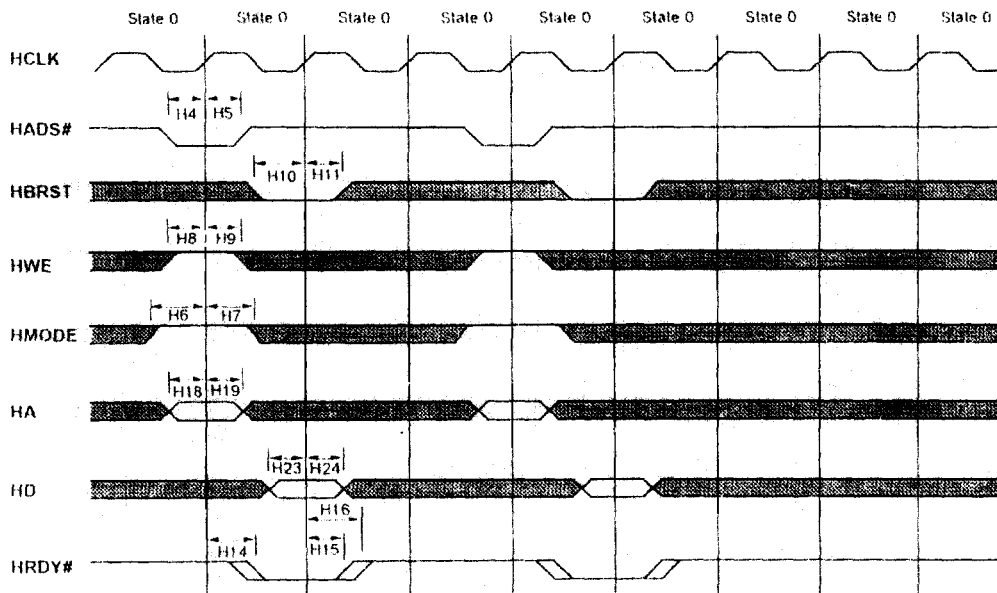 State 0 State 0 State 0 State 0 State 0 State 0 State 0 State 0 State 0
HCLK
H4 H5
HADS#
H10 H11
HBRST
H8 H9
HWE
H6 H7
HMODE
H18 H19
HA
H23 H24
HD
H16
H14 H15
HRDY#